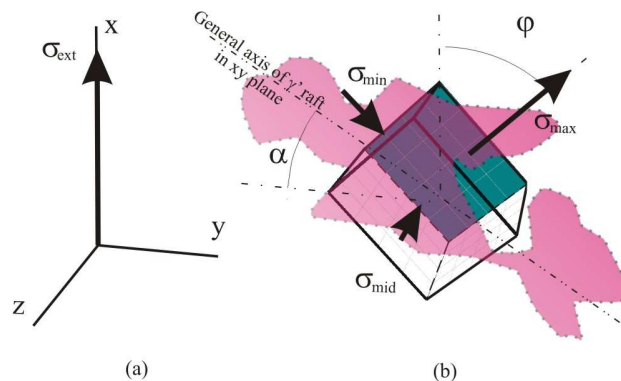 x
σext
y
z
(a)
General axis of γ' raft
in xy plane
σmin
φ
σmax
α
σmid
(b)